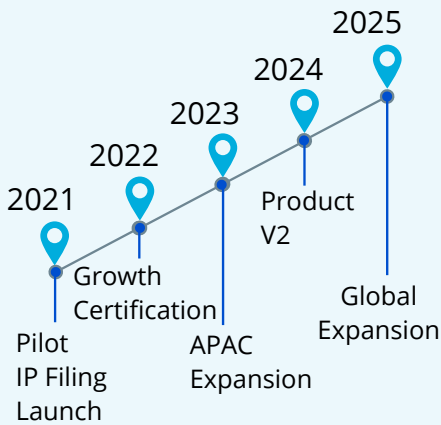 2021
Pilot
IP Filing
Launch
2022
Growth
Certification
2023
APAC
Expansion
2024
Product
V2
2025
Global
Expansion